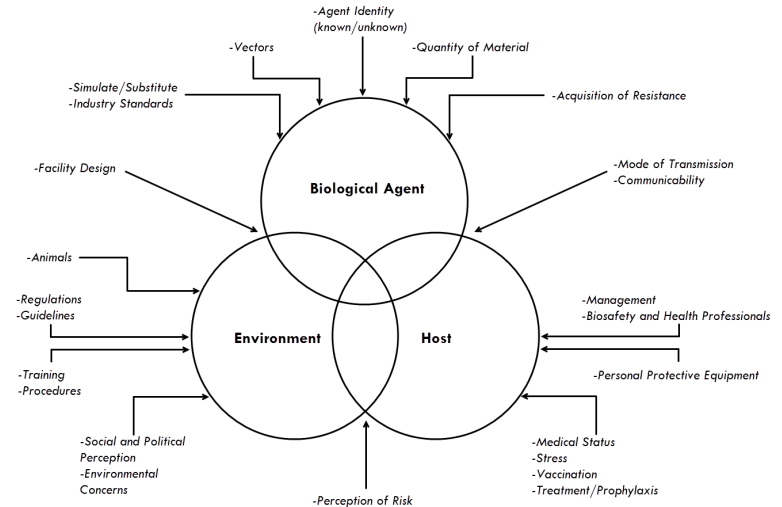 -Agent Identity
(known/unknown)
-Vectors
-Quantity of Material
-Simulate/Substitute
-Industry Standards
-Acquisition of Resistance
-Facility Design
-Mode of Transmission
-Communicability
Biological Agent
-Animals
-Regulations
-Guidelines
-Management
-Biosafety and Health Professionals
Environment
Host
-Training
-Procedures
-Personal Protective Equipment
-Social and Political
Perception
-Environmental
Concerns
-Medical Status
-Stress
-Vaccination
-Treatment/Prophylaxis
-Perception of Risk